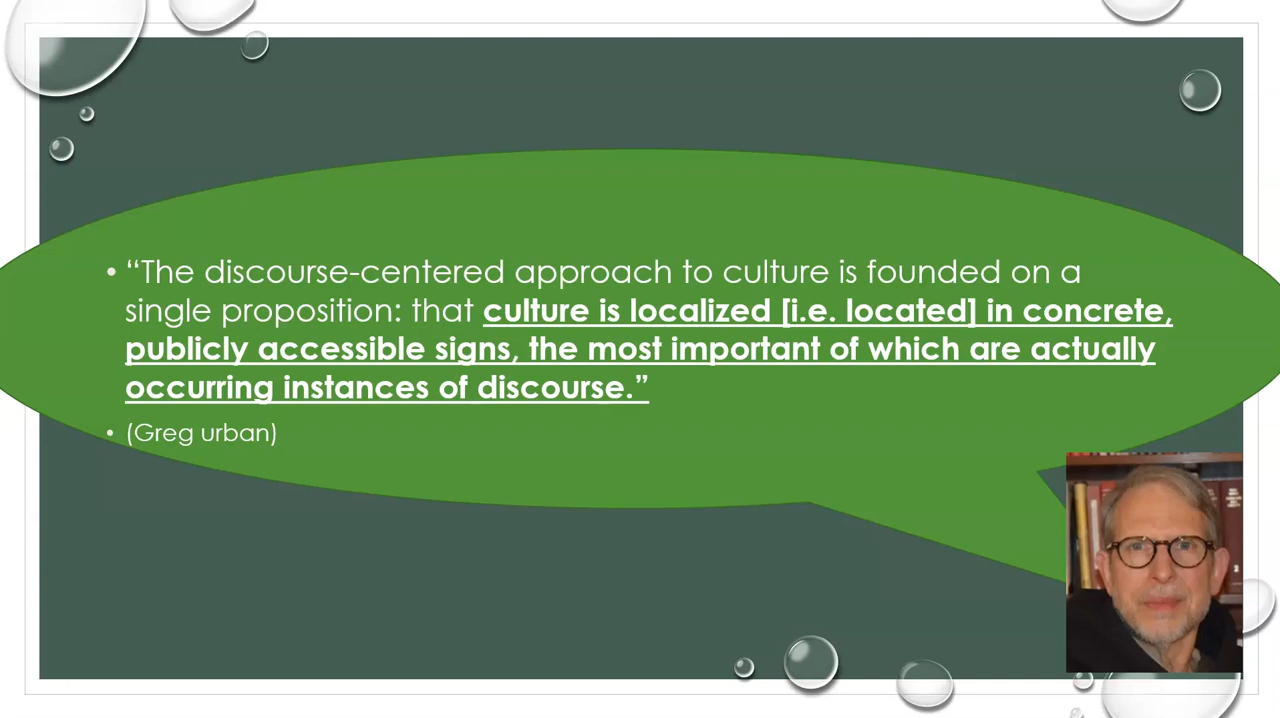 • “The discourse-centered approach to culture is founded on a
single proposition: that culture is localized [i.e. located] in concrete,
publicly accessible signs, the most important of which are actually
occurring instances of discourse.”
• (Greg urban)